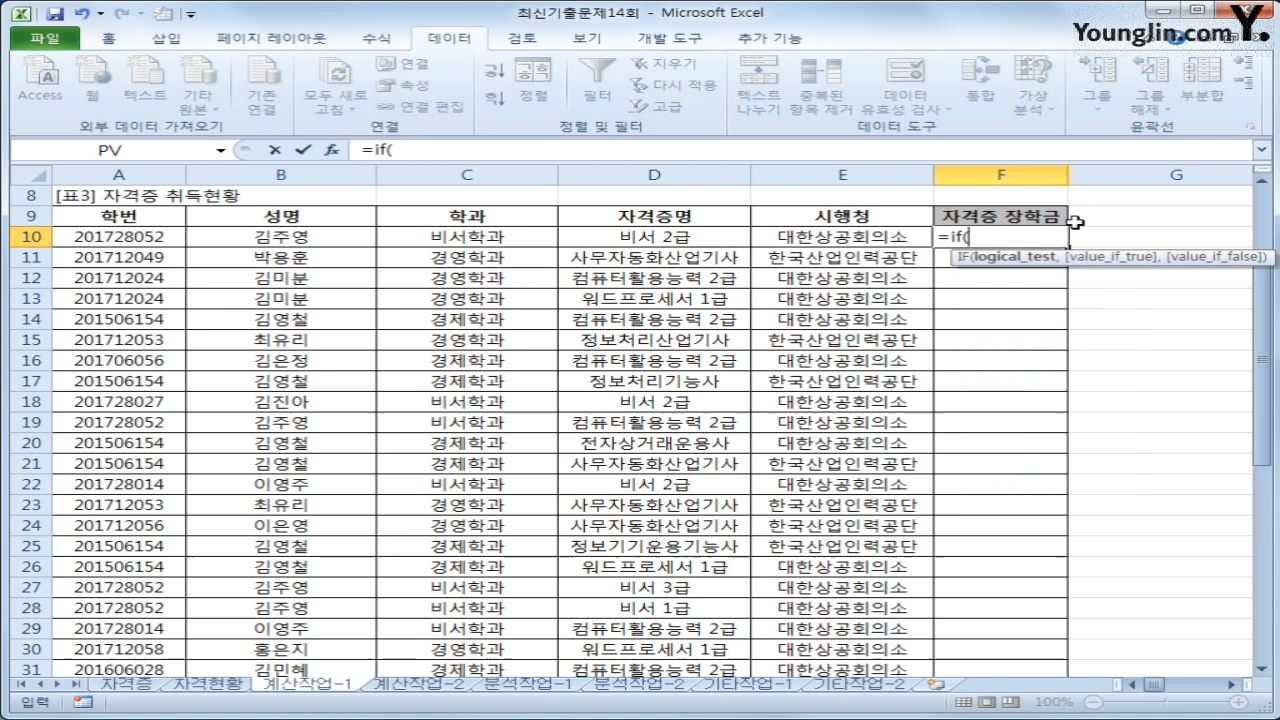 최신기출문제14회 - Microsoft Excel
Younglin.com Y.
파일 홈 삽입 페이지 레이아웃 수식 데이터 검토 보기 개발 도구 추가 기능
Access 웹 텍스트 기타 원본 기존 연결 모두 새로 고침 연결 속성 연결 편집 정렬 필터 지우기 다시 적용 고급 텍스트 나누기 중복된 항목 제거 데이터 유효성 검사 통합 가상 분석 그룹 그룹 해제 부분합
외부 데이터 가져오기 연결 정렬 및 필터 데이터 도구 윤곽선
PV fx =if(
A B C D E F G
8 [표3] 자격증 취득현황
9 학번 성명 학과 자격증명 시행청 자격증 장학금
10 201728052 김주영 비서학과 비서 2급 대한상공회의소 =if(
IF(logical_test, [value_if_true], [value_if_false])
11 201712049 박용훈 경영학과 사무자동화산업기사 한국산업인력공단
12 201712024 김미분 경영학과 컴퓨터활용능력 2급 대한상공회의소
13 201712024 김미분 경영학과 워드프로세서 1급 대한상공회의소
14 201506154 김영철 경제학과 컴퓨터활용능력 2급 대한상공회의소
15 201712053 최유리 경영학과 정보처리산업기사 한국산업인력공단
16 201706056 김은정 경제학과 컴퓨터활용능력 2급 대한상공회의소
17 201506154 김영철 경제학과 정보처리기능사 한국산업인력공단
18 201728027 김진아 비서학과 비서 2급 대한상공회의소
19 201728052 김주영 비서학과 컴퓨터활용능력 2급 대한상공회의소
20 201506154 김영철 경제학과 전자상거래운용사 대한상공회의소
21 201506154 김영철 경제학과 사무자동화산업기사 한국산업인력공단
22 201728014 이영주 비서학과 비서 2급 대한상공회의소
23 201712053 최유리 경영학과 사무자동화산업기사 한국산업인력공단
24 201712056 이은영 경영학과 사무자동화산업기사 한국산업인력공단
25 201506154 김영철 경제학과 정보기기운용기능사 한국산업인력공단
26 201506154 김영철 경제학과 워드프로세서 1급 대한상공회의소
27 201728052 김주영 비서학과 비서 3급 대한상공회의소
28 201728052 김주영 비서학과 비서 1급 대한상공회의소
29 201728014 이영주 비서학과 컴퓨터활용능력 2급 대한상공회의소
30 201712058 홍은지 경영학과 워드프로세서 1급 대한상공회의소
31 201606028 김민혜 경제학과 컴퓨터활용능력 2급 대한상공회의소
자격증 자격현황 계산작업-1 계산작업-2 분석작업-1 분석작업-2 기타작업-1 기타작업-2
입력 100%